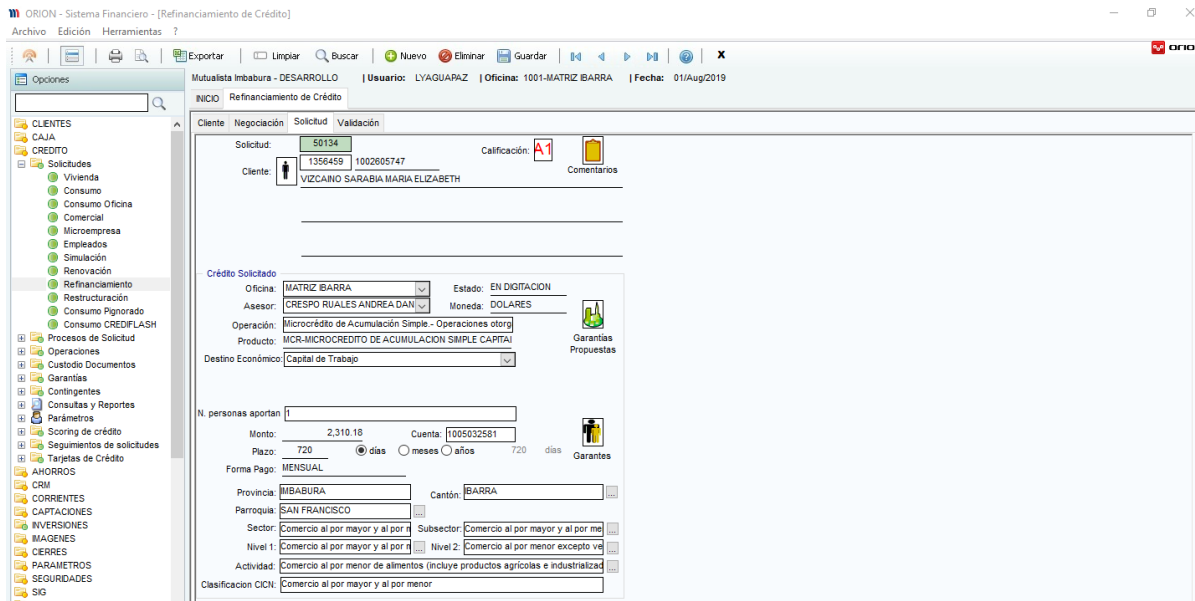 ORION - Sistema Financiero - [Refinanciamiento de Crédito]
Archivo Edición Herramientas ?
Exportar Limpiar Buscar Nuevo Eliminar Guardar X
orio
Opciones
Mutualista Imbabura - DESARROLLO | Usuario: LYAGUAPAZ | Oficina: 1001-MATRIZ IBARRA | Fecha: 01/Aug/2019
INICIO Refinanciamiento de Crédito
Cliente Negociación Solicitud Validación
CLIENTES
CAJA
CREDITO
Solicitudes
Vivienda
Consumo
Consumo Oficina
Comercial
Microempresa
Empleados
Simulación
Renovación
Refinanciamiento
Restructuración
Consumo Pignorado
Consumo CREDIFLASH
Procesos de Solicitud
Operaciones
Custodio Documentos
Garantías
Contingentes
Consultas y Reportes
Parámetros
Scoring de crédito
Seguimientos de solicitudes
Tarjetas de Crédito
AHORROS
CRM
CORRIENTES
CAPTACIONES
INVERSIONES
IMAGENES
CIERRES
PARAMETROS
SEGURIDADES
SIG
Solicitud: 50134 Calificación: A1
Comentarios
Cliente: 1356459 1002605747
VIZCAINO SARABIA MARIA ELIZABETH
Crédito Solicitado
Oficina: MATRIZ IBARRA Estado: EN DIGITACION
Asesor: CRESPO RUALES ANDREA DAN Moneda: DOLARES
Operación: Microcrédito de Acumulación Simple.- Operaciones otorg
Producto: MCR-MICROCREDITO DE ACUMULACION SIMPLE CAPITAL
Garantías
Propuestas
Destino Económico: Capital de Trabajo
N. personas aportan 1
Monto: 2,310.18 Cuenta: 1005032581
Plazo: 720 días meses años 720 días
Garantes
Forma Pago: MENSUAL
Provincia: IMBABURA Cantón: IBARRA ...
Parroquia: SAN FRANCISCO ...
Sector: Comercio al por mayor y al por m Subsector: Comercio al por mayor y al por me ...
Nivel 1: Comercio al por mayor y al por m ... Nivel 2: Comercio al por menor excepto ve ...
Actividad: Comercio al por menor de alimentos (incluye productos agrícolas e industrializad ...
Clasificacion CICN: Comercio al por mayor y al por menor